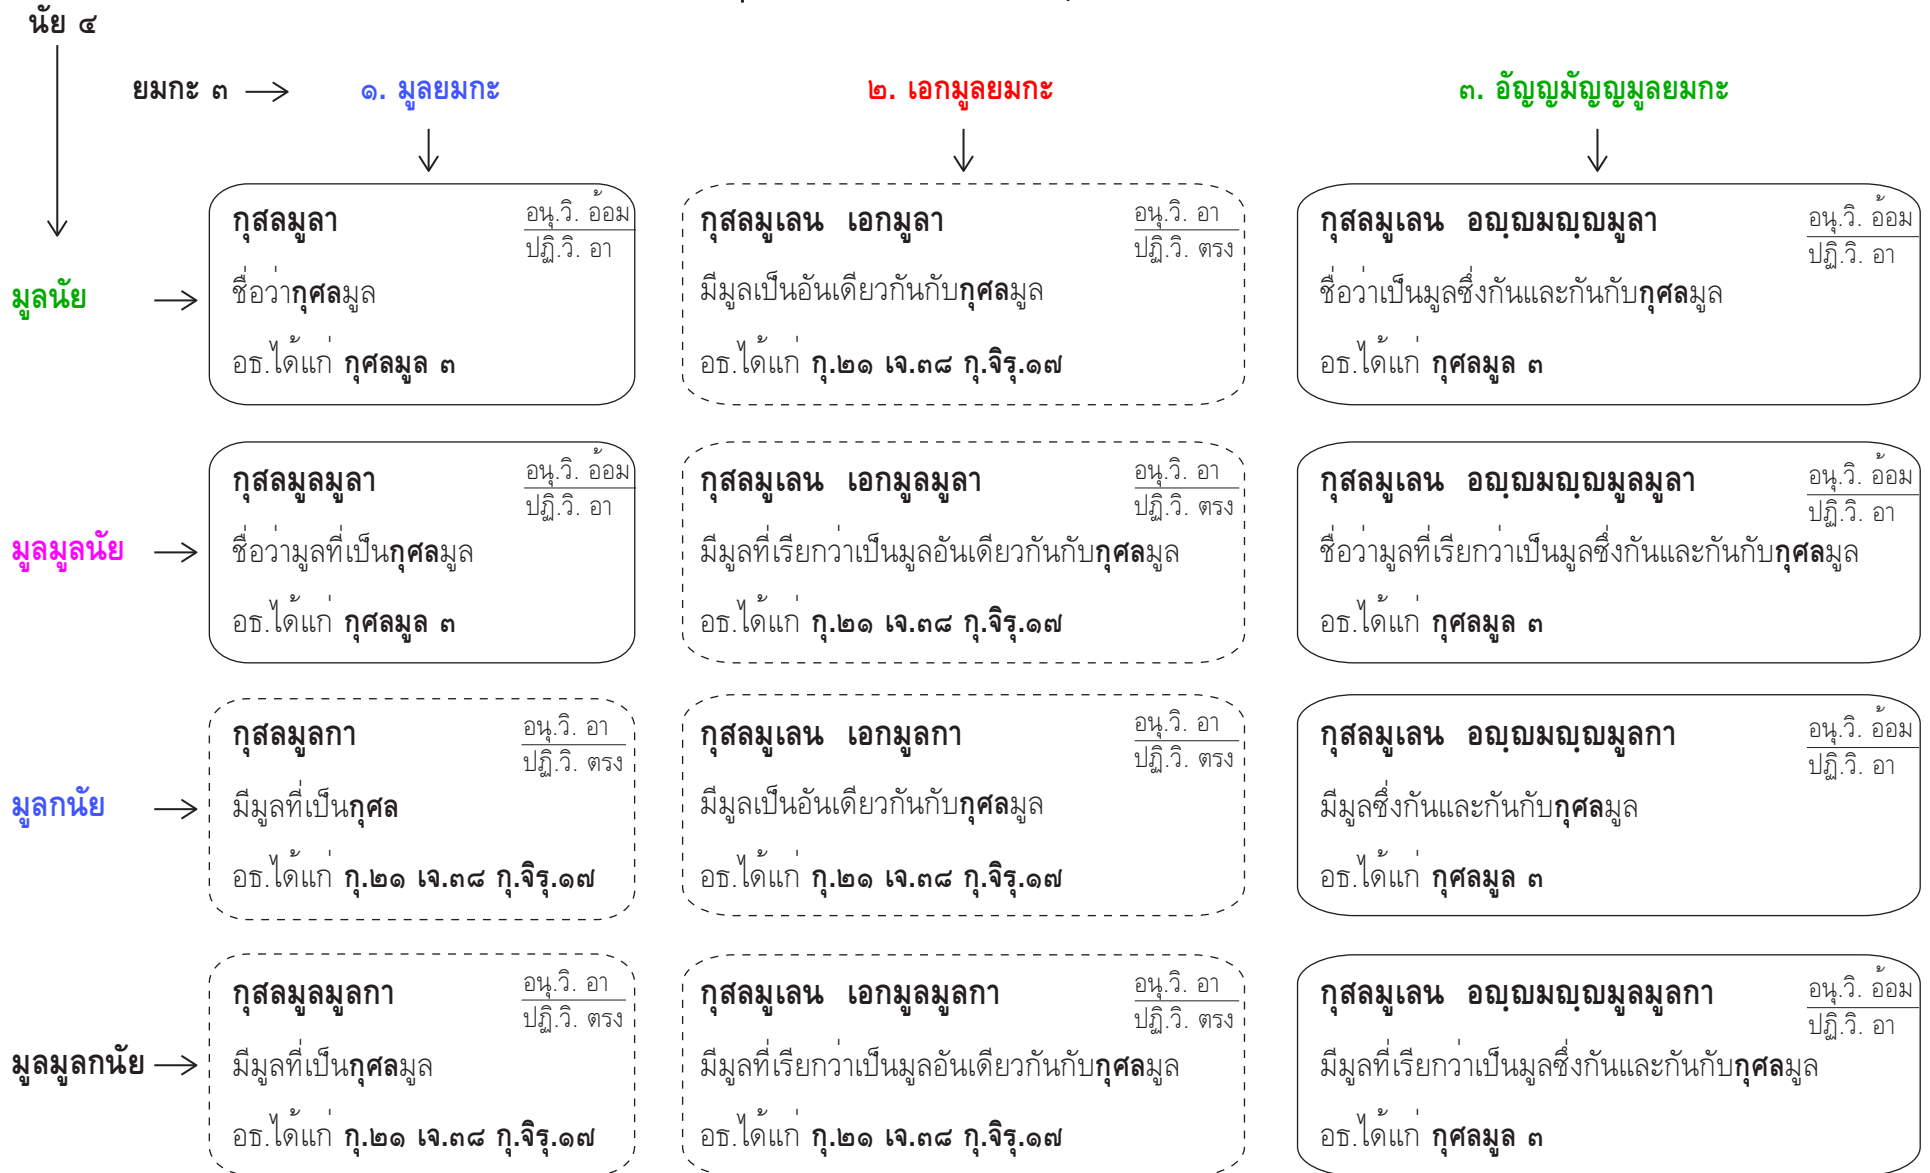 นัย ๔
ยมกะ ๓ ๑. มูลยมกะ ๒. เอกมูลยมกะ ๓. อัญญมัญญมูลยมกะ
มูลนัย
กุสลมูลา
อนุ.วิ. อ้อม
ปฏิ.วิ. อา
ชื่อว่ากุศลมูล
อธ.ได้แก่ กุศลมูล ๓
กุสลมูเลน เอกมูลา
อนุ.วิ. อา
ปฏิ.วิ. ตรง
มีมูลเป็นอันเดียวกันกับกุศลมูล
อธ.ได้แก่ กุ.๒๑ เจ.๓๘ กุ.จิรุ.๑๗
กุสลมูเลน อญฺญมญฺญมูลา
อนุ.วิ. อ้อม
ปฏิ.วิ. อา
ชื่อว่าเป็นมูลซึ่งกันและกันกับกุศลมูล
อธ.ได้แก่ กุศลมูล ๓
มูลมูลนัย
กุสลมูลมูลา
อนุ.วิ. อ้อม
ปฏิ.วิ. อา
ชื่อว่ามูลที่เป็นกุศลมูล
อธ.ได้แก่ กุศลมูล ๓
กุสลมูเลน เอกมูลมูลา
อนุ.วิ. อา
ปฏิ.วิ. ตรง
มีมูลที่เรียกว่าเป็นมูลอันเดียวกันกับกุศลมูล
อธ.ได้แก่ กุ.๒๑ เจ.๓๘ กุ.จิรุ.๑๗
กุสลมูเลน อญฺญมญฺญมูลมูลา
อนุ.วิ. อ้อม
ปฏิ.วิ. อา
ชื่อว่ามูลที่เรียกว่าเป็นมูลซึ่งกันและกันกับกุศลมูล
อธ.ได้แก่ กุศลมูล ๓
มูลกนัย
กุสลมูลกา
อนุ.วิ. อา
ปฏิ.วิ. ตรง
มีมูลที่เป็นกุศล
อธ.ได้แก่ กุ.๒๑ เจ.๓๘ กุ.จิรุ.๑๗
กุสลมูเลน เอกมูลกา
อนุ.วิ. อา
ปฏิ.วิ. ตรง
มีมูลเป็นอันเดียวกันกับกุศลมูล
อธ.ได้แก่ กุ.๒๑ เจ.๓๘ กุ.จิรุ.๑๗
กุสลมูเลน อญฺญมญฺญมูลกา
อนุ.วิ. อ้อม
ปฏิ.วิ. อา
มีมูลซึ่งกันและกันกับกุศลมูล
อธ.ได้แก่ กุศลมูล ๓
มูลมูลกนัย
กุสลมูลมูลกา
อนุ.วิ. อา
ปฏิ.วิ. ตรง
มีมูลที่เป็นกุศลมูล
อธ.ได้แก่ กุ.๒๑ เจ.๓๘ กุ.จิรุ.๑๗
กุสลมูเลน เอกมูลมูลกา
อนุ.วิ. อา
ปฏิ.วิ. ตรง
มีมูลที่เรียกว่าเป็นมูลอันเดียวกันกับกุศลมูล
อธ.ได้แก่ กุ.๒๑ เจ.๓๘ กุ.จิรุ.๑๗
กุสลมูเลน อญฺญมญฺญมูลมูลกา
อนุ.วิ. อ้อม
ปฏิ.วิ. อา
มีมูลที่เรียกว่าเป็นมูลซึ่งกันและกันกับกุศลมูล
อธ.ได้แก่ กุศลมูล ๓